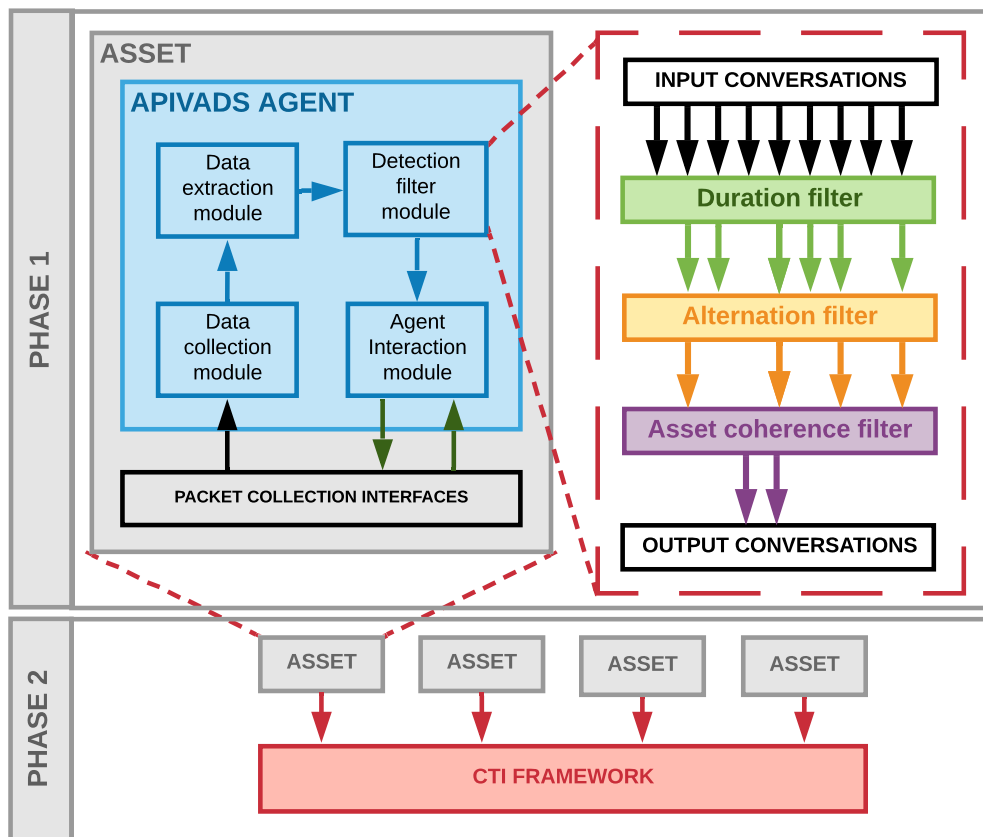 PHASE 1
ASSET
APIVADS AGENT
Data
extraction
module
Detection
filter
module
Data
collection
module
Agent
Interaction
module
PACKET COLLECTION INTERFACES
INPUT CONVERSATIONS
Duration filter
Alternation filter
Asset coherence filter
OUTPUT CONVERSATIONS
PHASE 2
ASSET
ASSET
ASSET
ASSET
CTI FRAMEWORK